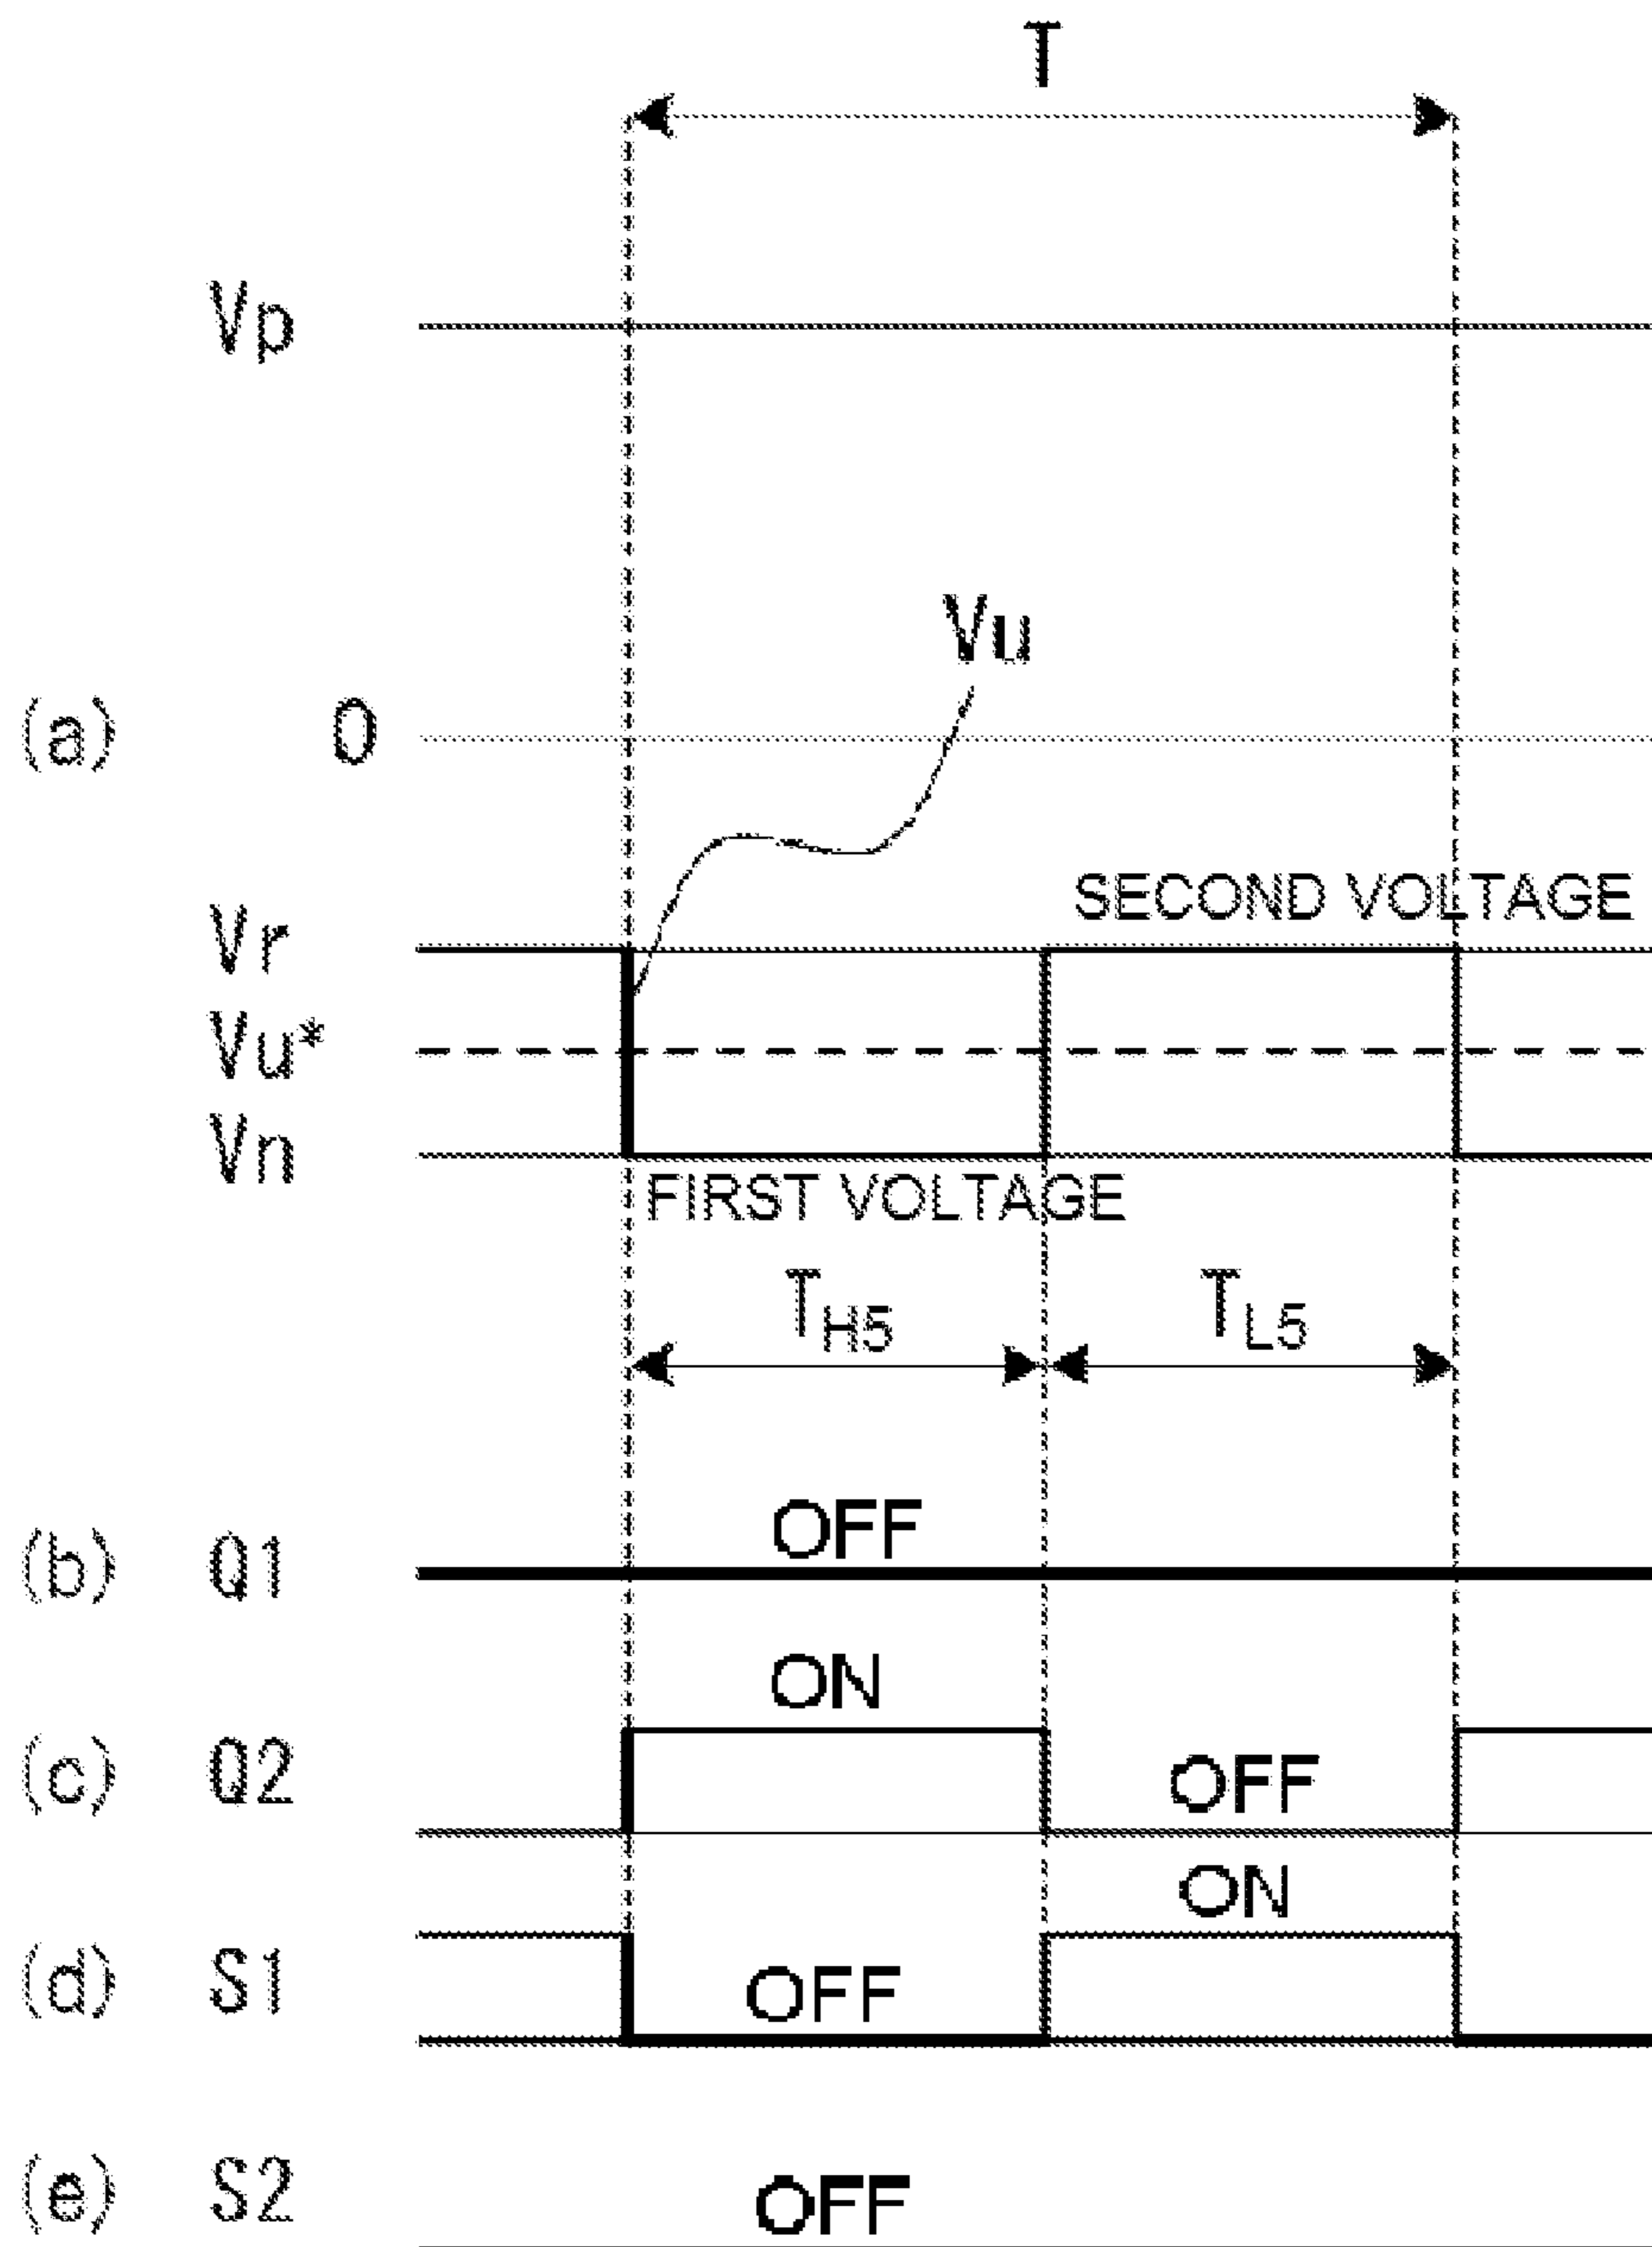 T
Vp
Vu
(a) 0
SECOND VOLTAGE
Vr
Vu*
Vn
FIRST VOLTAGE
TH5 TL5
OFF
(b) Q1
ON
(c) Q2 OFF
ON
(d) S1 OFF
(e) S2 OFF